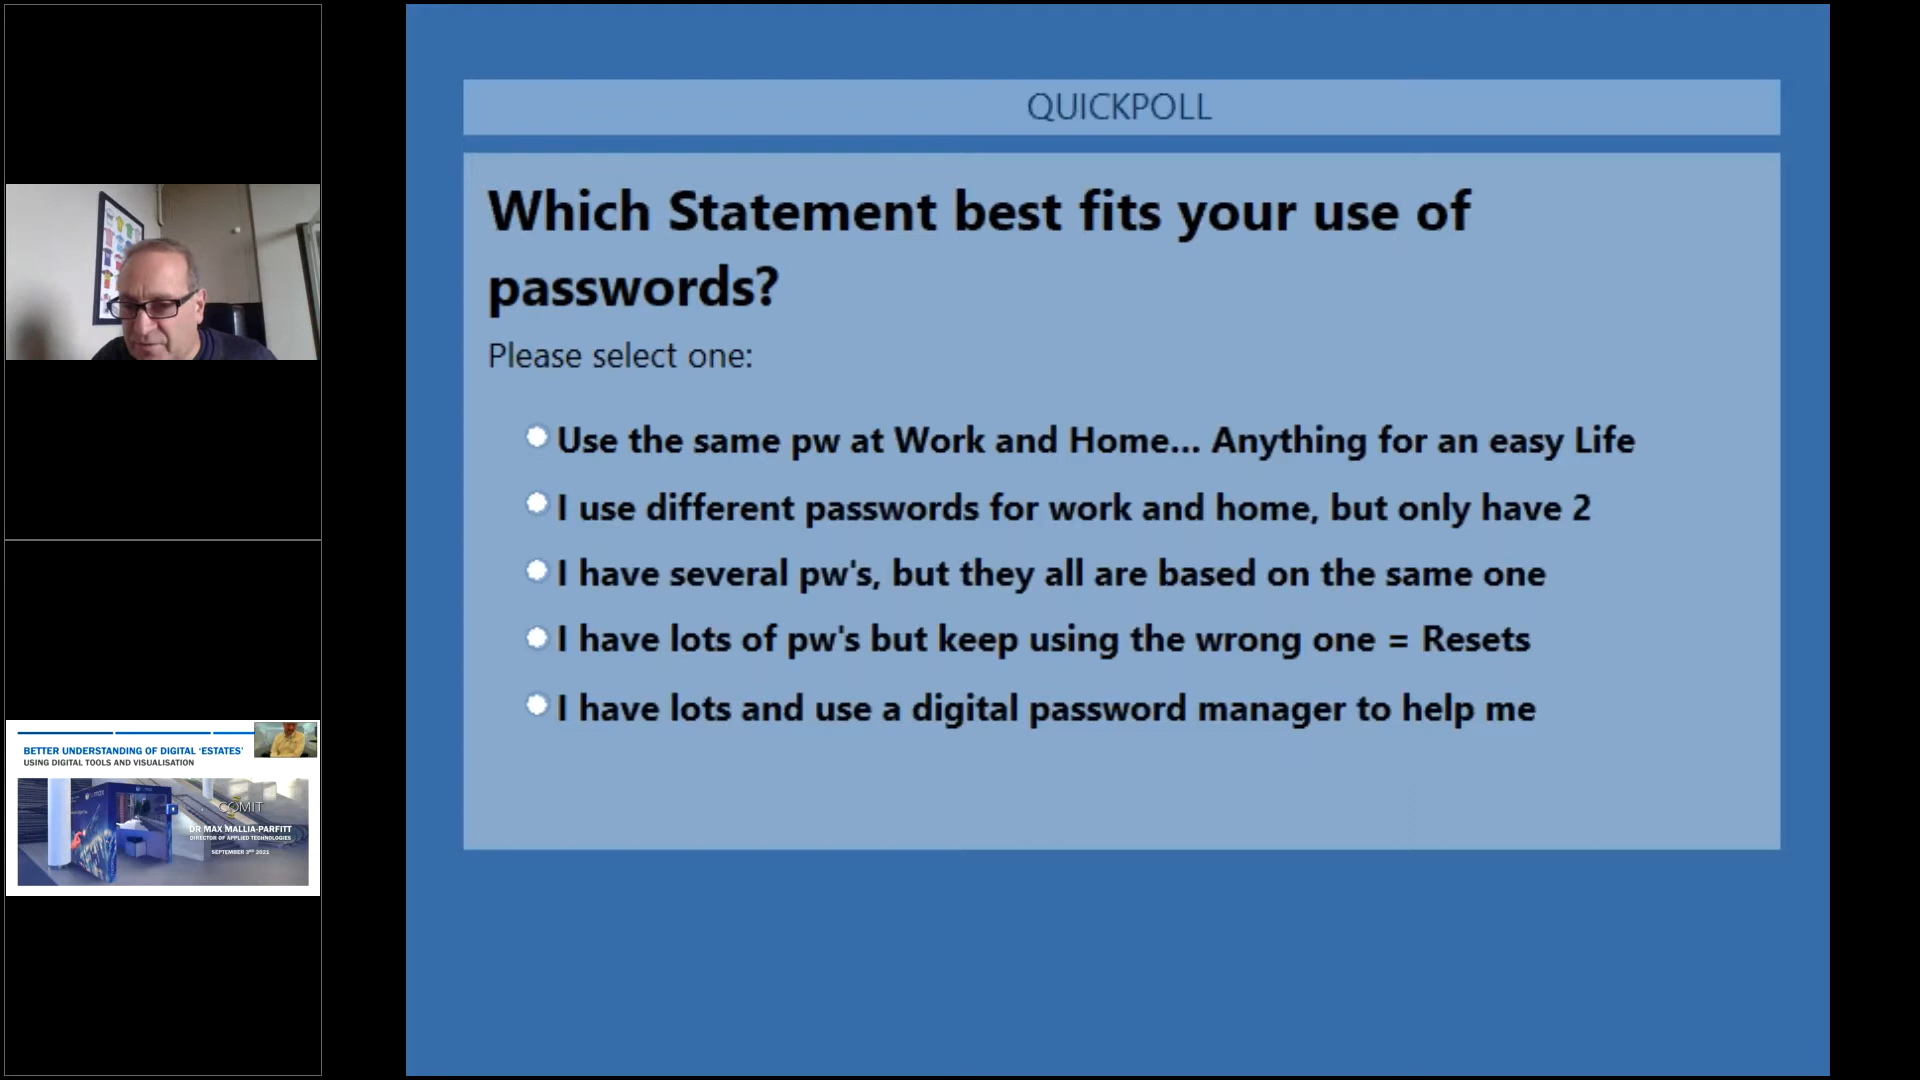 QUICKPOLL
Which Statement best fits your use of
passwords?
Please select one:
Use the same pw at Work and Home... Anything for an easy Life
I use different passwords for work and home, but only have 2
I have several pw's, but they all are based on the same one
I have lots of pw's but keep using the wrong one = Resets
I have lots and use a digital password manager to help me
BETTER UNDERSTANDING OF DIGITAL ‘ESTATES’
USING DIGITAL TOOLS AND VISUALISATION
COMIT
DR MAX MALLIA-PARFITT
DIRECTOR OF APPLIED TECHNOLOGIES
SEPTEMBER 3RD 2021